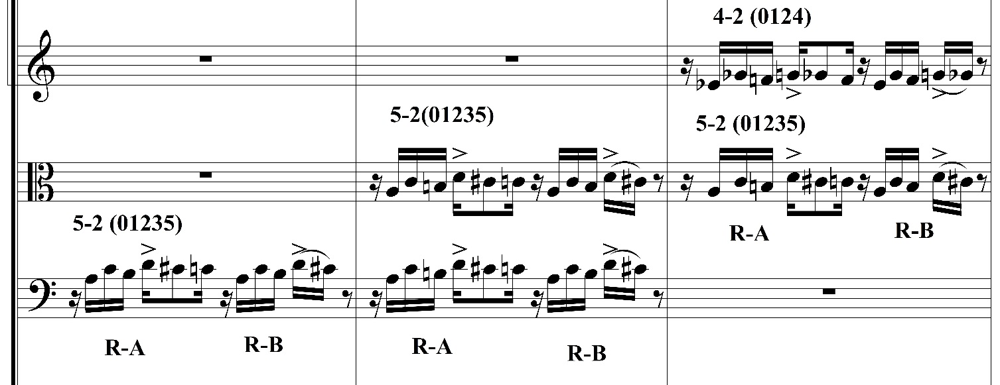 4-2 (0124)
5-2(01235)
5-2 (01235)
5-2 (01235)
R-A
R-B
R-A
R-B
R-A
R-B